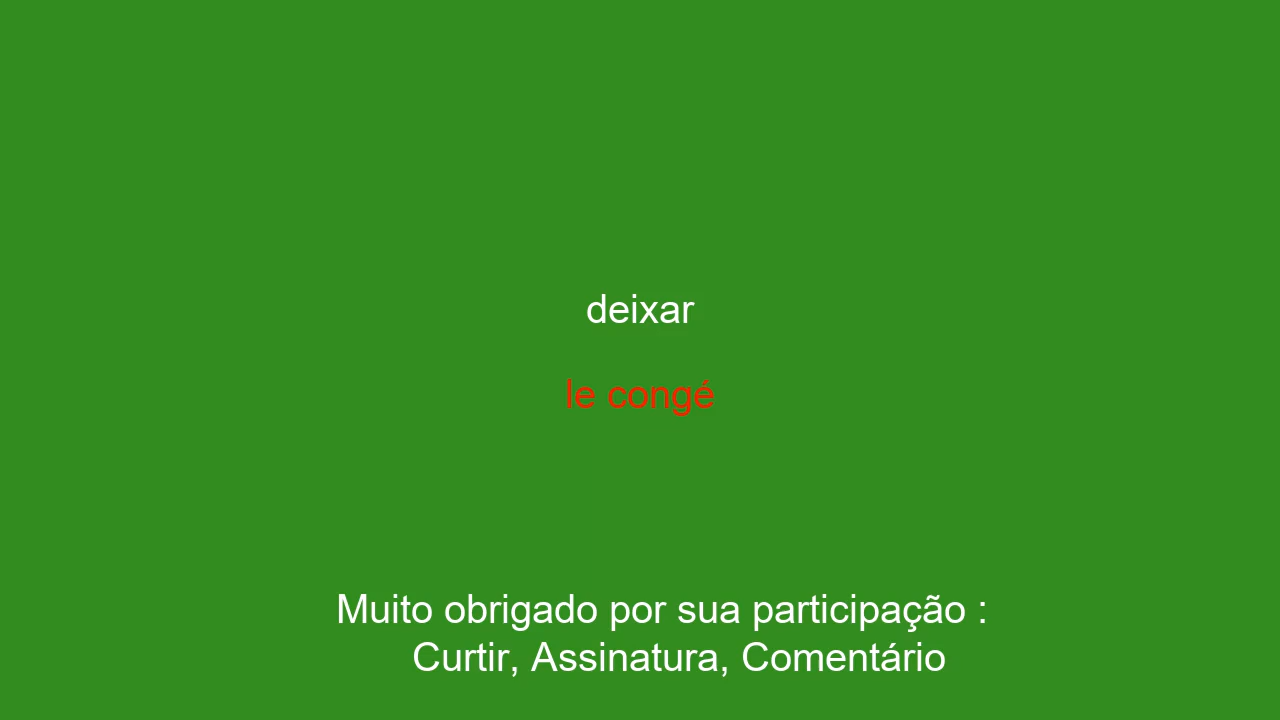 deixar
le congé
Muito obrigado por sua participação :
Curtir, Assinatura, Comentário